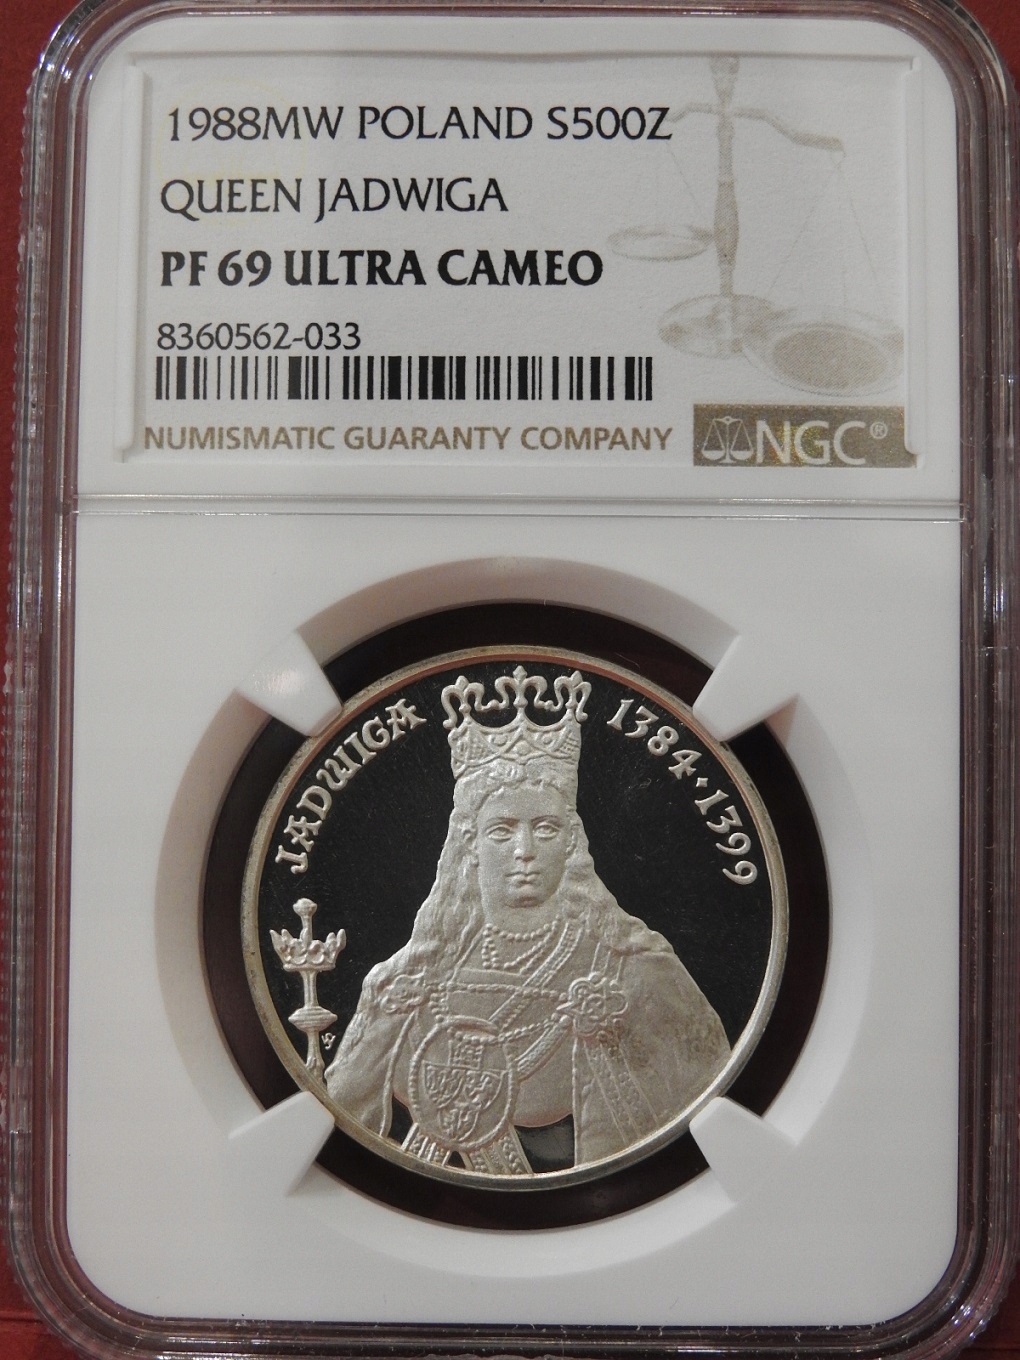 1988MW POLAND S500Z
QUEEN JADWIGA
PF 69 ULTRA CAMEO
8360562-033
NUMISMATIC GUARANTY COMPANY
NGC®
JADWIGA
1384·1399